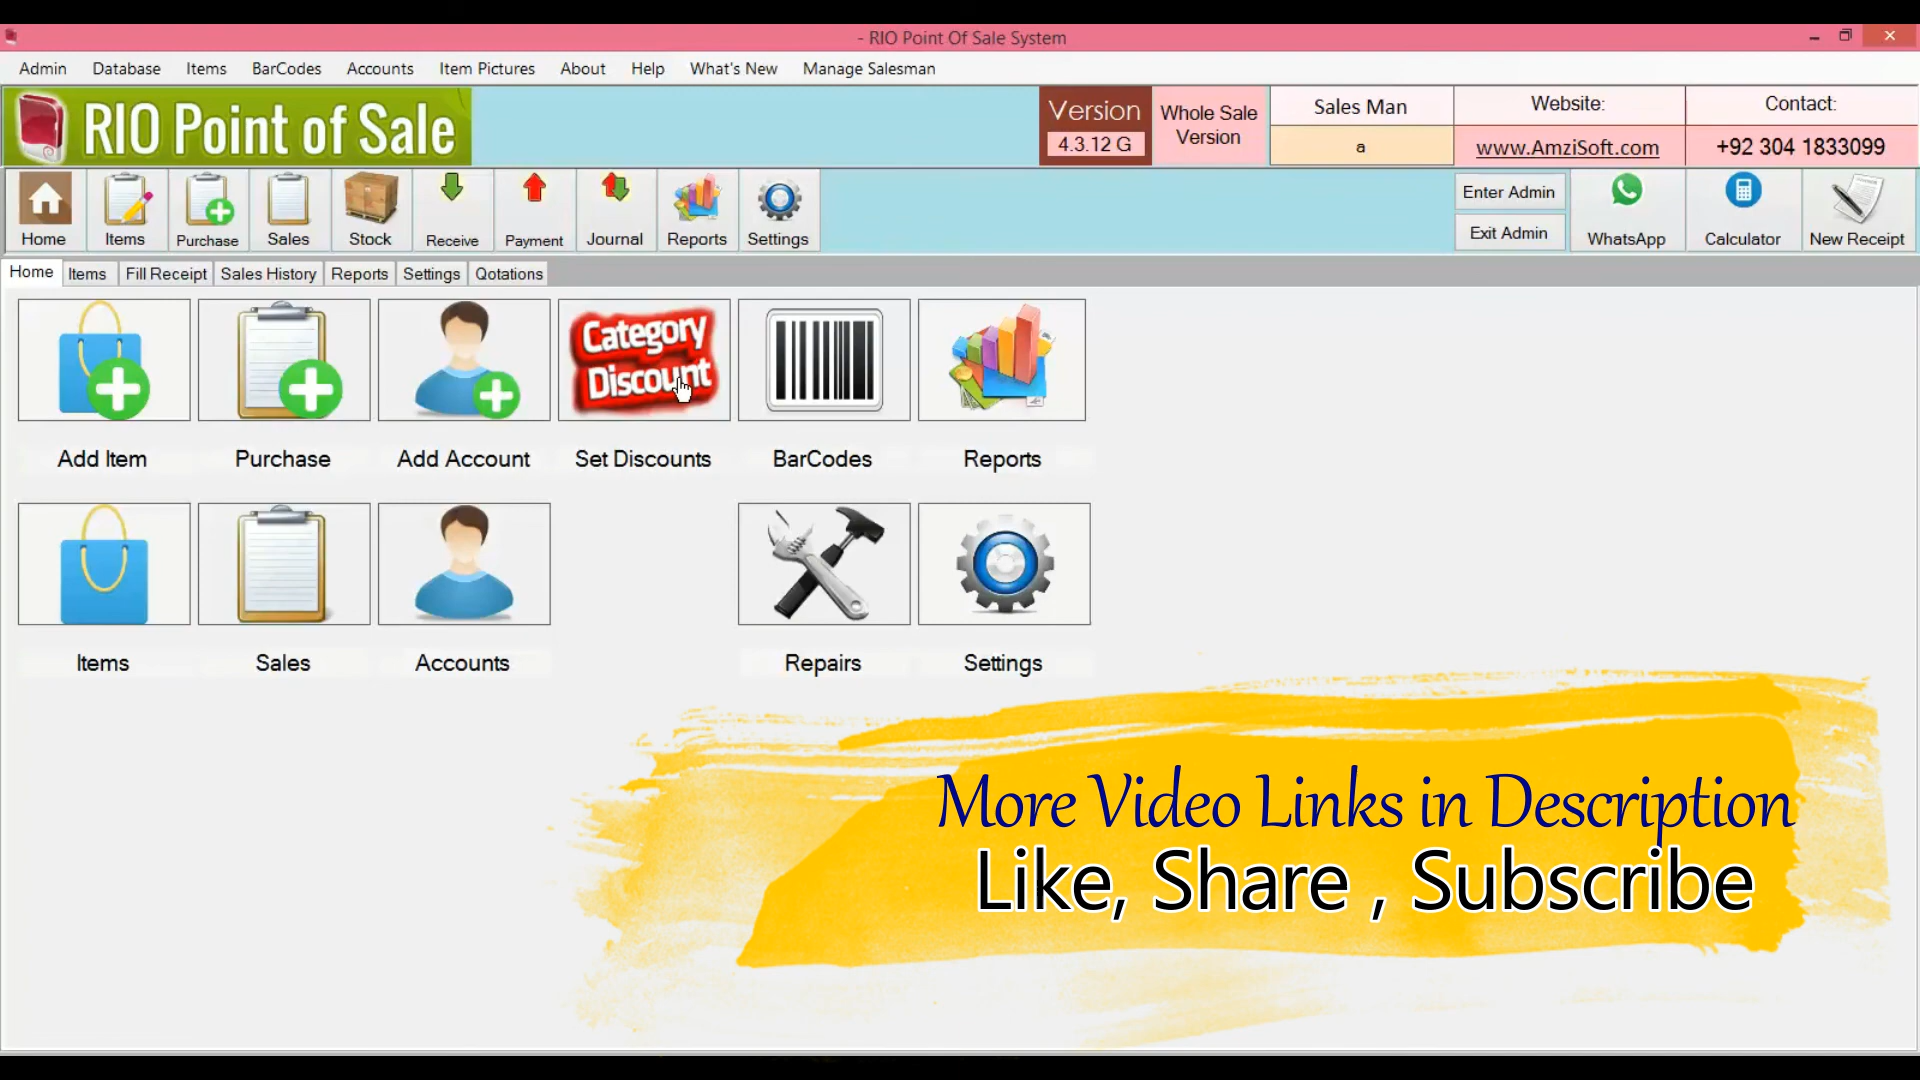 - RIO Point Of Sale System
Admin Database Items BarCodes Accounts Item Pictures About Help What's New Manage Salesman
RIO Point of Sale
Version
4.3.12 G
Whole Sale
Version
Sales Man
a
Website:
www.AmziSoft.com
Contact:
+92 304 1833099
Home Items Purchase Sales Stock Receive Payment Journal Reports Settings
Enter Admin
Exit Admin
WhatsApp Calculator New Receipt
Home Items Fill Receipt Sales History Reports Settings Qotations
Category
Discount
Add Item Purchase Add Account Set Discounts BarCodes Reports
Items Sales Accounts Repairs Settings
More Video Links in Description
Like, Share , Subscribe